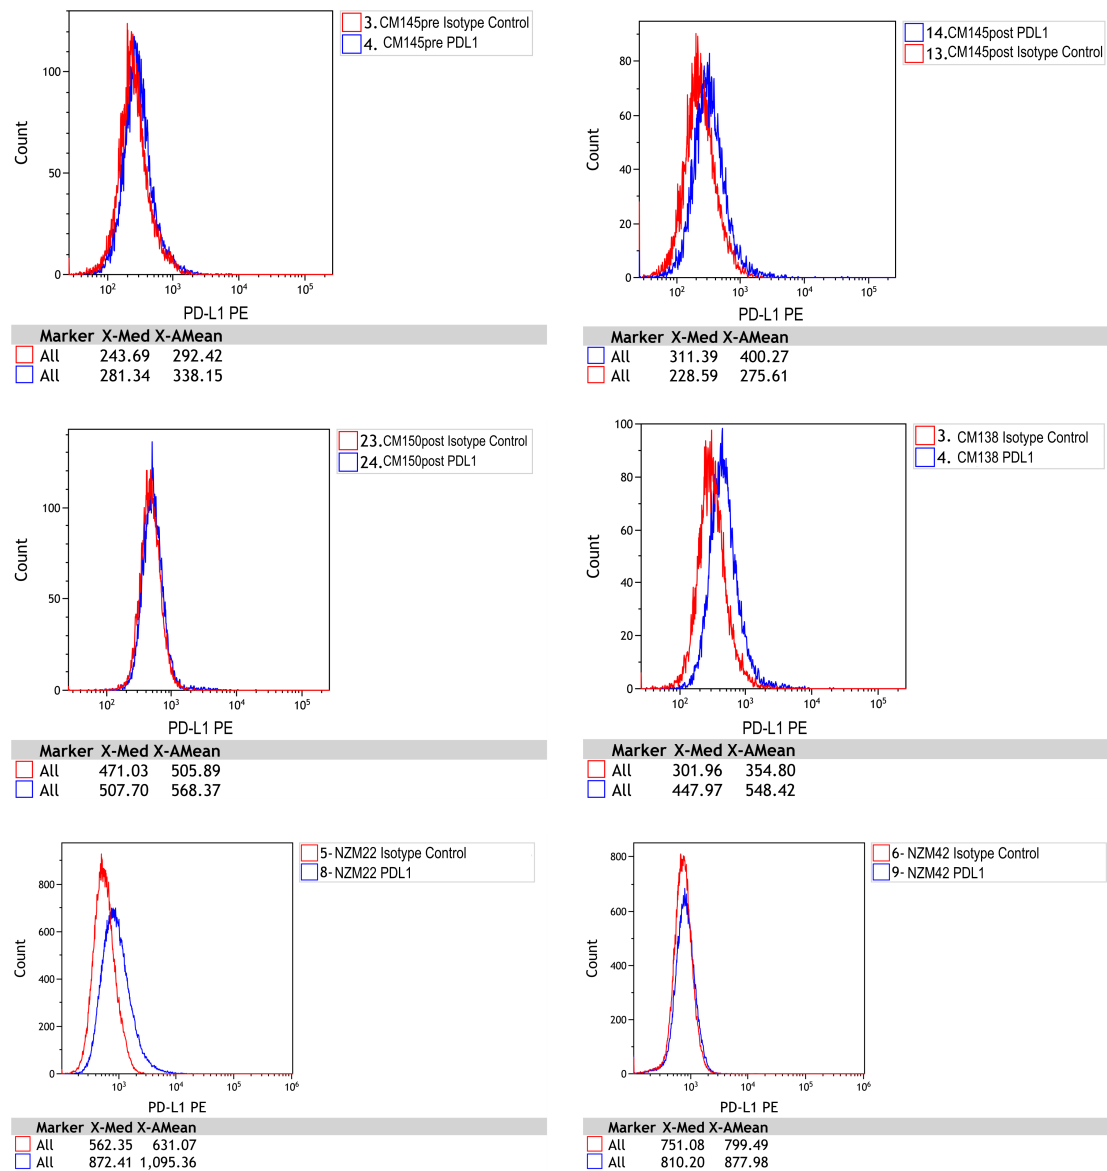 3. CM145pre Isotype Control
4. CM145pre PDL1
100
50
0
Count
10² 10³ 10⁴ 10⁵
PD-L1 PE
Marker X-Med X-AMean
All 243.69 292.42
All 281.34 338.15
14. CM145post PDL1
13. CM145post Isotype Control
80
60
40
20
0
Count
10² 10³ 10⁴ 10⁵
PD-L1 PE
Marker X-Med X-AMean
All 311.39 400.27
All 228.59 275.61
23. CM150post Isotype Control
24. CM150post PDL1
100
50
0
Count
10² 10³ 10⁴ 10⁵
PD-L1 PE
Marker X-Med X-AMean
All 471.03 505.89
All 507.70 568.37
3. CM138 Isotype Control
4. CM138 PDL1
100
80
60
40
20
0
Count
10² 10³ 10⁴ 10⁵
PD-L1 PE
Marker X-Med X-AMean
All 301.96 354.80
All 447.97 548.42
5- NZM22 Isotype Control
8- NZM22 PDL1
800
600
400
200
0
Count
10³ 10⁴ 10⁵ 10⁶
PD-L1 PE
Marker X-Med X-AMean
All 562.35 631.07
All 872.41 1,095.36
6- NZM42 Isotype Control
9- NZM42 PDL1
800
600
400
200
0
Count
10³ 10⁴ 10⁵ 10⁶
PD-L1 PE
Marker X-Med X-AMean
All 751.08 799.49
All 810.20 877.98